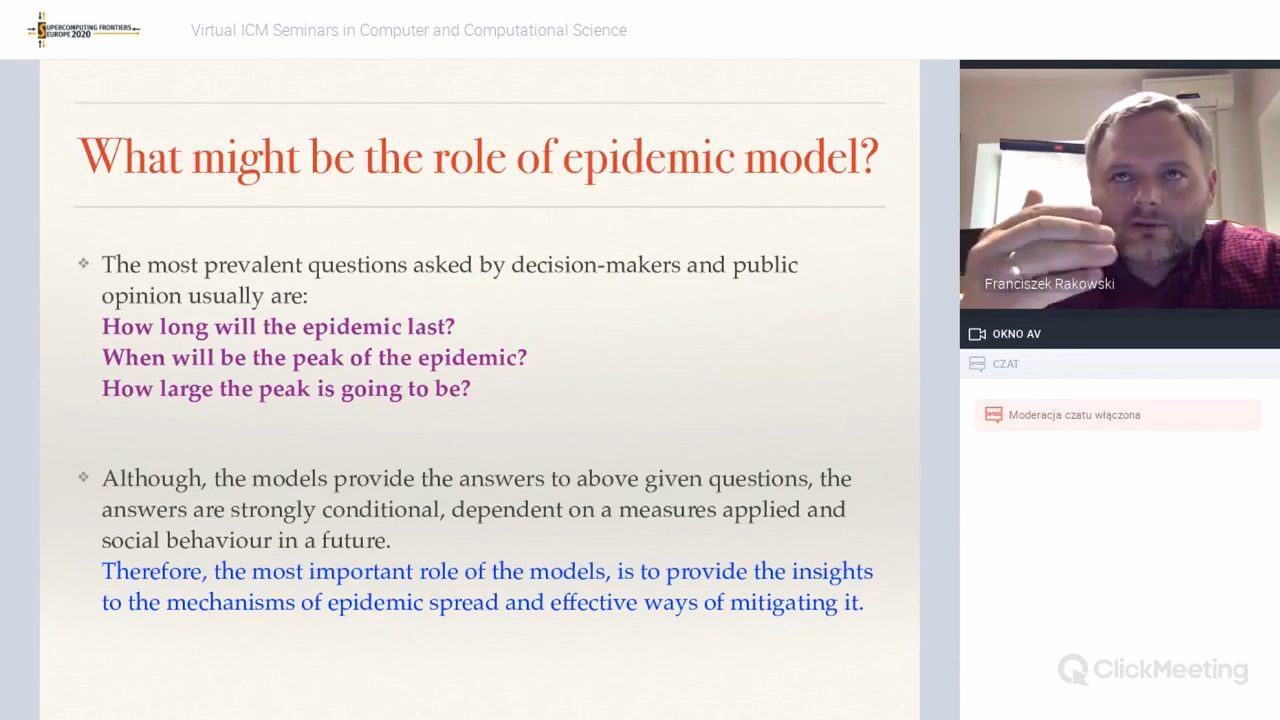 SUPERCOMPUTING FRONTIERS
EUROPE 2020
Virtual ICM Seminars in Computer and Computational Science
What might be the role of epidemic model?
The most prevalent questions asked by decision-makers and public
opinion usually are:
How long will the epidemic last?
When will be the peak of the epidemic?
How large the peak is going to be?
Although, the models provide the answers to above given questions, the
answers are strongly conditional, dependent on a measures applied and
social behaviour in a future.
Therefore, the most important role of the models, is to provide the insights
to the mechanisms of epidemic spread and effective ways of mitigating it.
Franciszek Rakowski
OKNO AV
CZAT
Moderacja czatu włączona
ClickMeeting